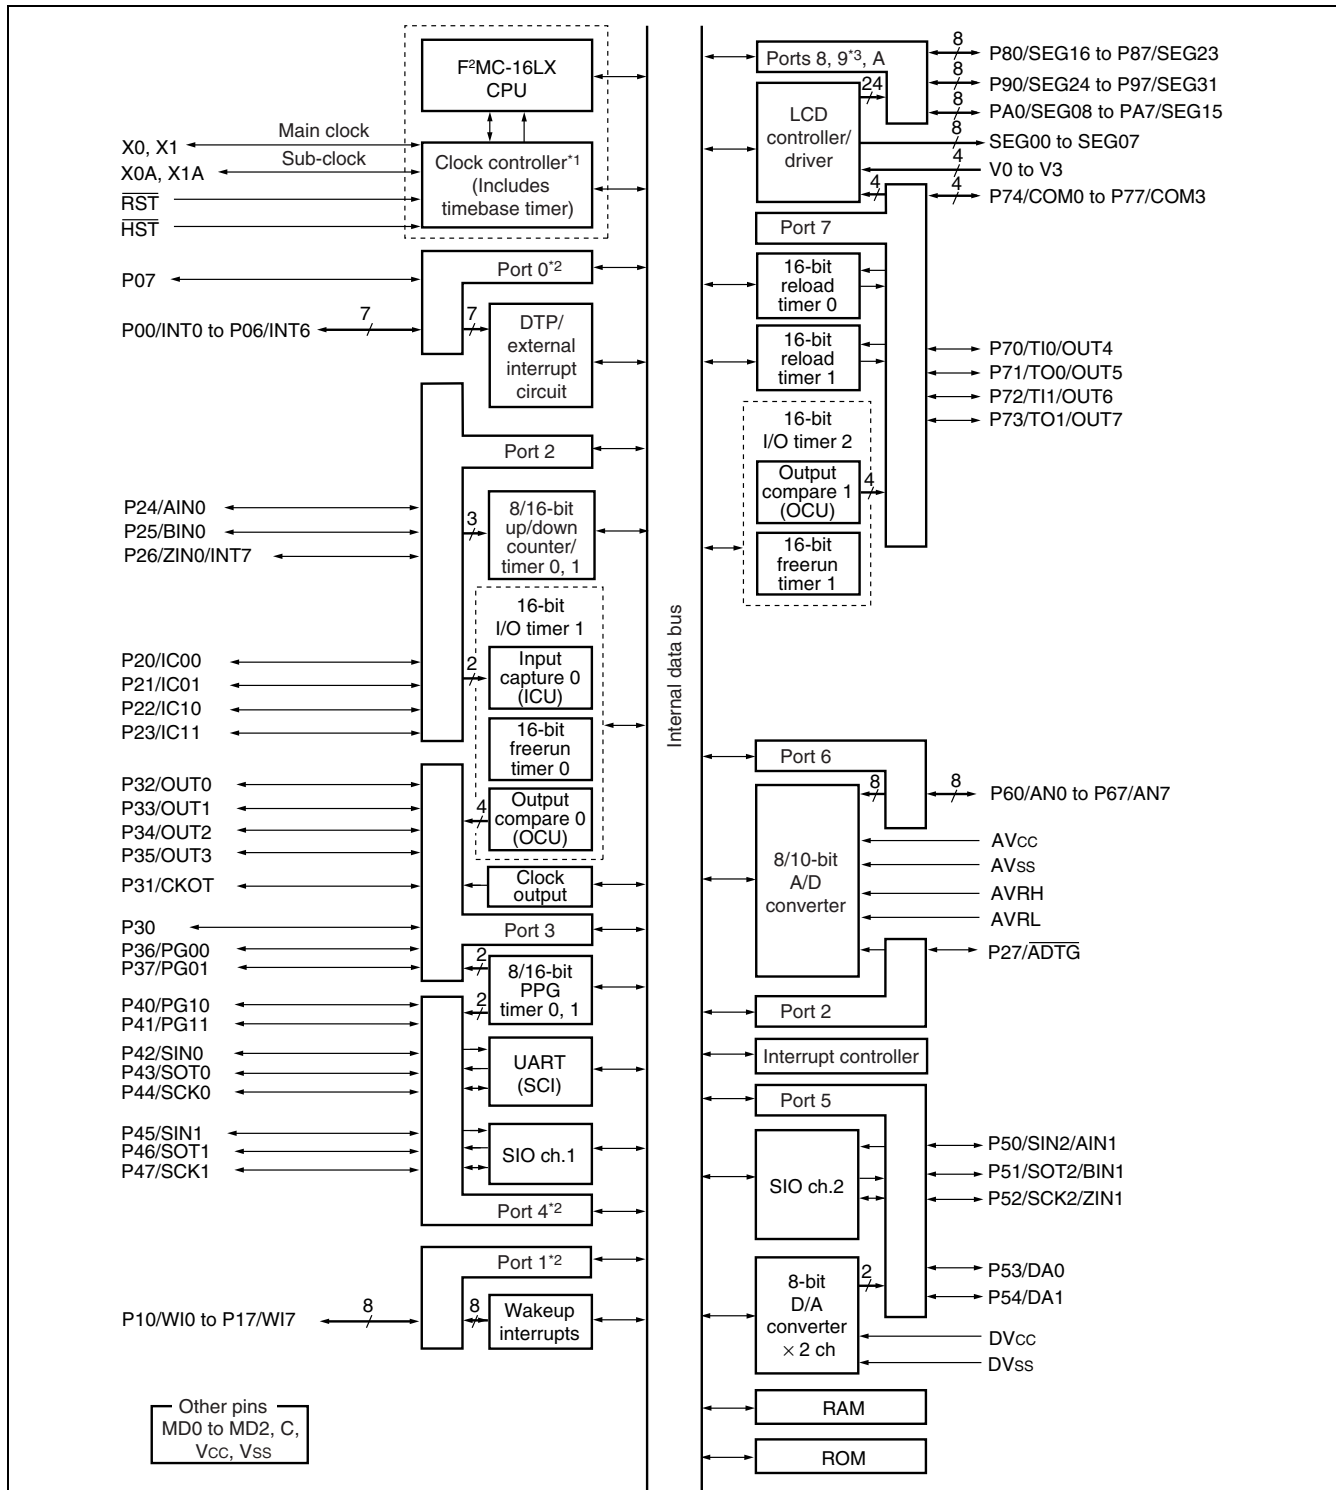 F²MC-16LX
CPU
Main clock
X0, X1
Sub-clock
X0A, X1A
RST
HST
Clock controller*1
(Includes
timebase timer)
Port 0*2
P07
P00/INT0 to P06/INT6
7
7
DTP/
external
interrupt
circuit
Port 2
P24/AIN0
P25/BIN0
P26/ZIN0/INT7
3
8/16-bit
up/down
counter/
timer 0, 1
16-bit
I/O timer 1
P20/IC00
P21/IC01
P22/IC10
P23/IC11
2
Input
capture 0
(ICU)
16-bit
freerun
timer 0
P32/OUT0
P33/OUT1
P34/OUT2
P35/OUT3
4
Output
compare 0
(OCU)
P31/CKOT
Clock
output
P30
Port 3
P36/PG00
P37/PG01
2
8/16-bit
PPG
timer 0, 1
P40/PG10
P41/PG11
2
P42/SIN0
P43/SOT0
P44/SCK0
UART
(SCI)
P45/SIN1
P46/SOT1
P47/SCK1
SIO ch.1
Port 4*2
Port 1*2
P10/WI0 to P17/WI7
8
8
Wakeup
interrupts
Other pins
MD0 to MD2, C,
VCC, VSS
Internal data bus
Ports 8, 9*3, A
24
8
P80/SEG16 to P87/SEG23
8
P90/SEG24 to P97/SEG31
8
PA0/SEG08 to PA7/SEG15
LCD
controller/
driver
8
SEG00 to SEG07
4
V0 to V3
4
4
P74/COM0 to P77/COM3
Port 7
16-bit
reload
timer 0
16-bit
reload
timer 1
P70/TI0/OUT4
P71/TO0/OUT5
P72/TI1/OUT6
P73/TO1/OUT7
16-bit
I/O timer 2
Output
compare 1
(OCU)
4
16-bit
freerun
timer 1
Port 6
8
8
P60/AN0 to P67/AN7
8/10-bit
A/D
converter
AVCC
AVSS
AVRH
AVRL
P27/ADTG
Port 2
Interrupt controller
Port 5
SIO ch.2
P50/SIN2/AIN1
P51/SOT2/BIN1
P52/SCK2/ZIN1
8-bit
D/A
converter
× 2 ch
2
P53/DA0
P54/DA1
DVCC
DVSS
RAM
ROM